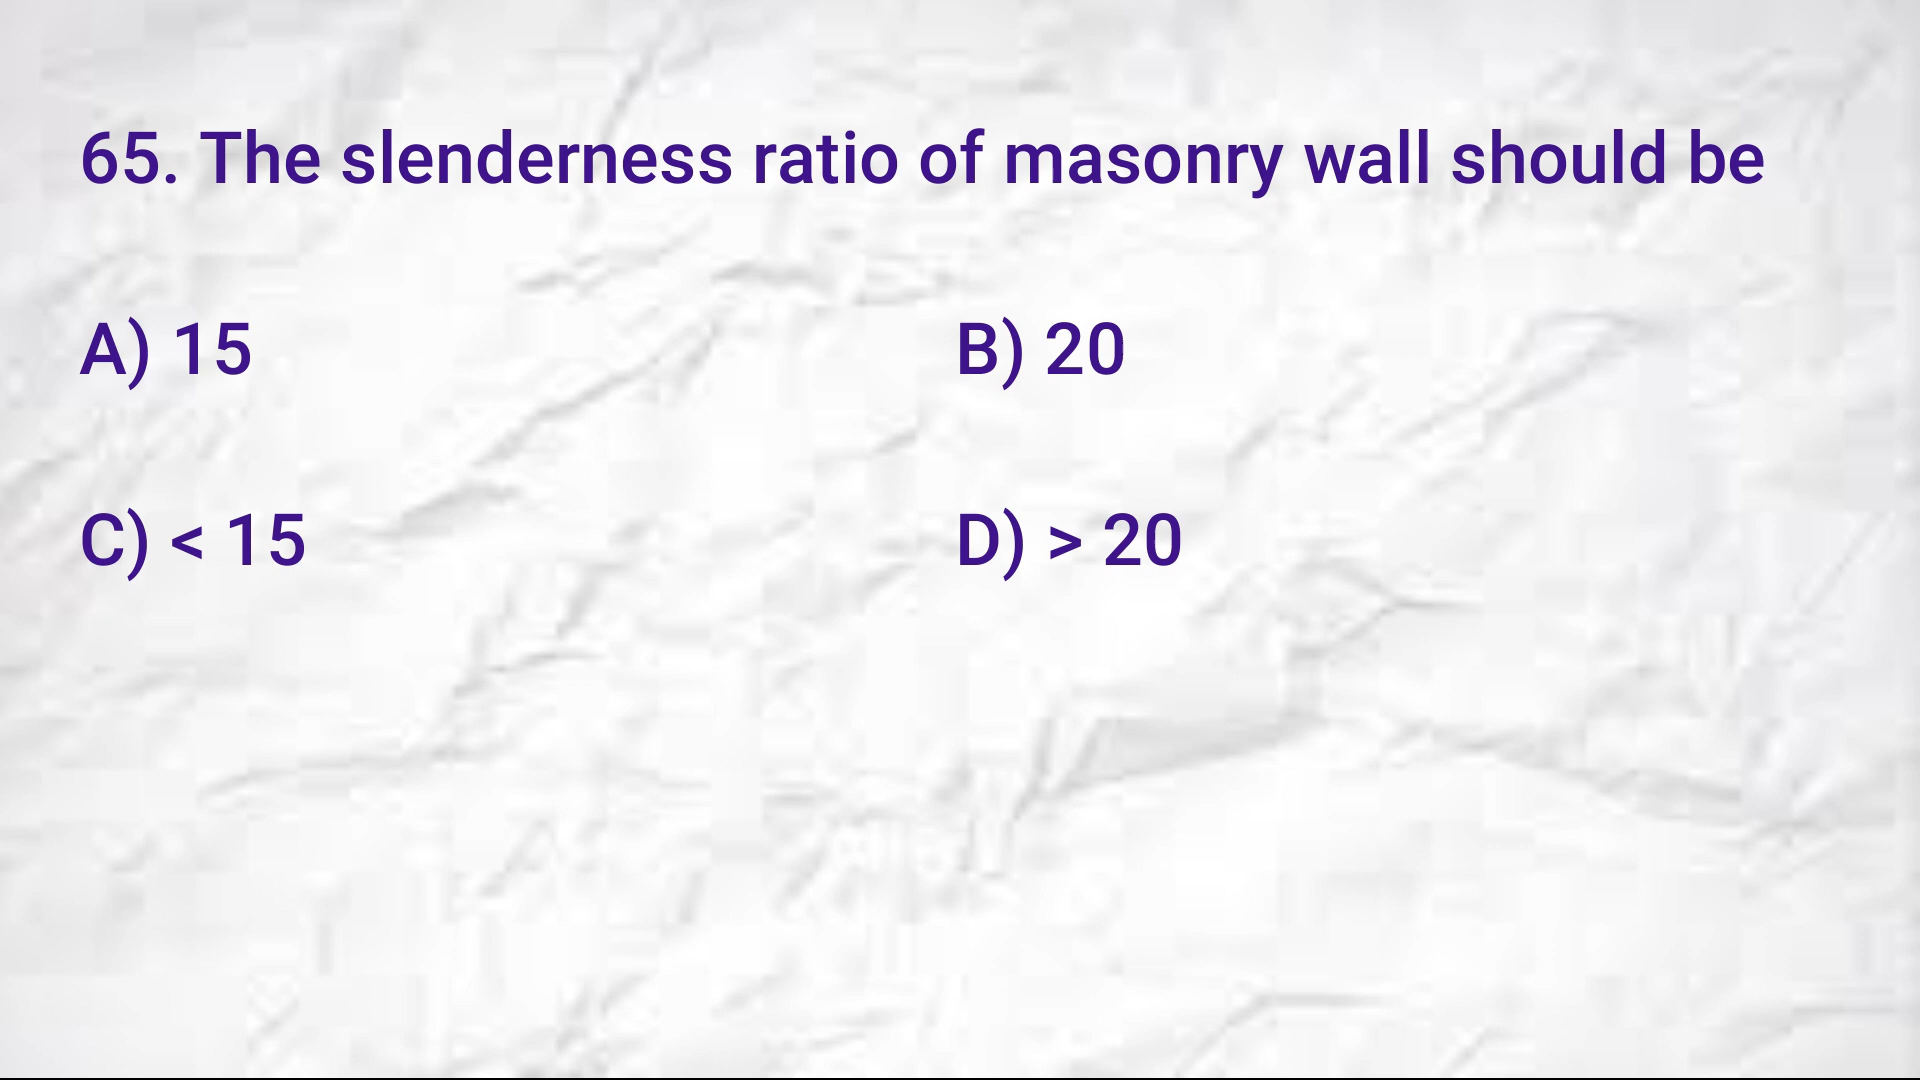 65. The slenderness ratio of masonry wall should be
A) 15 B) 20
C) < 15 D) > 20